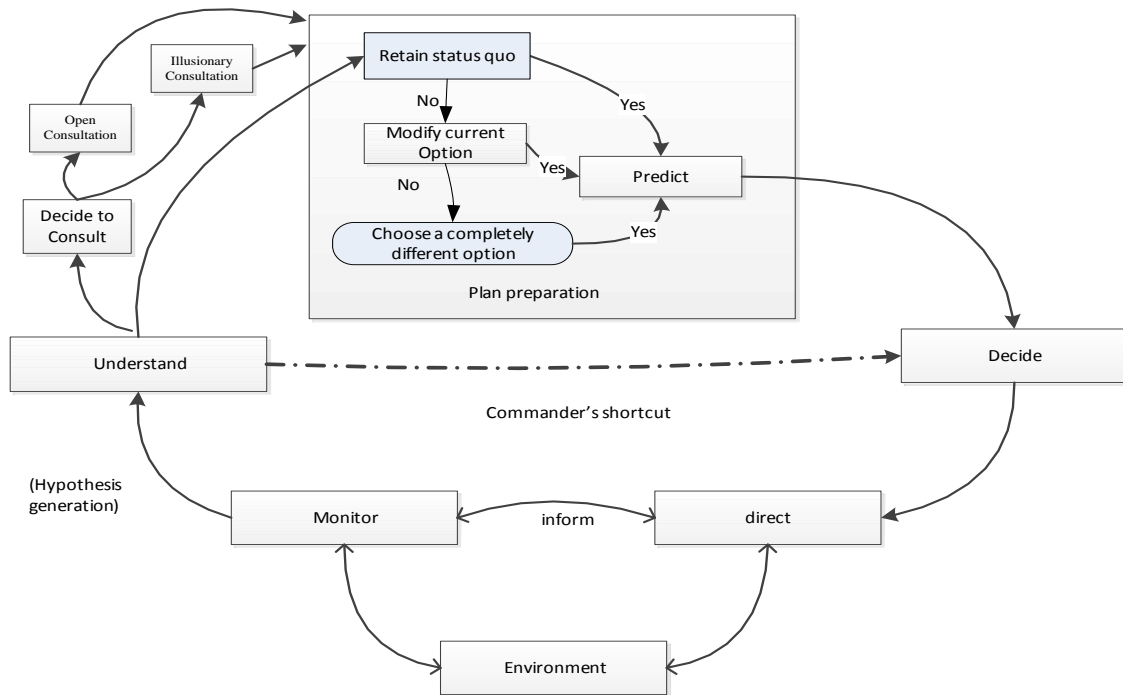 Illusionary
Consultation
Retain status quo
No
Yes
Open
Consultation
Modify current
Option
Yes
Predict
No
Decide to
Consult
Choose a completely
different option
Yes
Plan preparation
Understand
Decide
Commander’s shortcut
(Hypothesis
generation)
Monitor
inform
direct
Environment